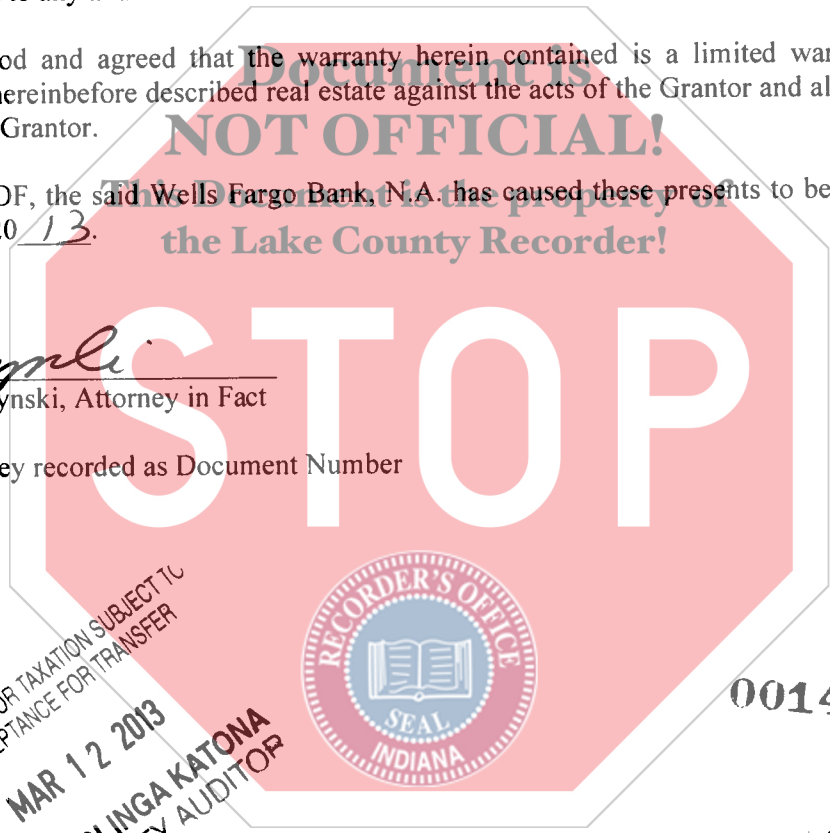 od and agreed that the warranty herein contained is a limited war
Document is
ereinbefore described real estate against the acts of the Grantor and al
Grantor.
NOT OFFICIAL!
OF, the said Wells Fargo Bank, N.A. has caused these presents to be
This Document is the property of
20 13.
the Lake County Recorder!
STOP
ynski, Attorney in Fact
ey recorded as Document Number
OR TAXATION SUBJECT TO
EPTANCE FOR TRANSFER
MAR 12 2013
LINGA KATONA
AUDITOR
RECORDER'S OFFICE
SEAL
INDIANA
0014